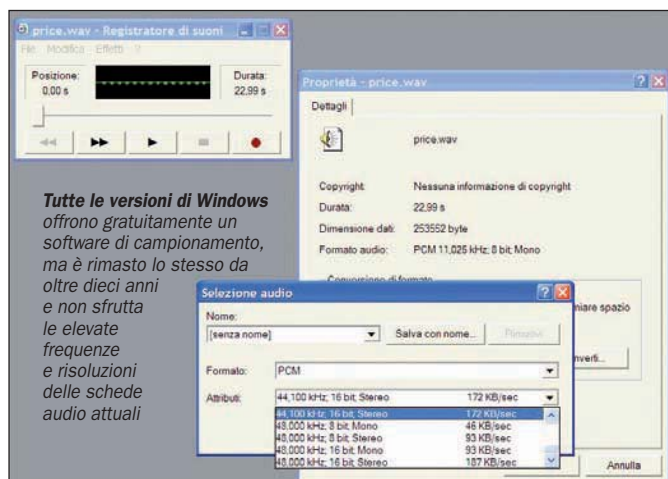 price.wav - Registratore di suoni
File Modifica Effetti ?
Posizione:
0,00 s
Durata:
22,99 s
Tutte le versioni di Windows
offrono gratuitamente un
software di campionamento,
ma è rimasto lo stesso da
oltre dieci anni
e non sfrutta
le elevate
frequenze
e risoluzioni
delle schede
audio attuali
Proprietà - price.wav
Dettagli
price.wav
Copyright: Nessuna informazione di copyright
Durata: 22,99 s
Dimensione dati: 253552 byte
Formato audio: PCM 11,025 kHz; 8 bit; Mono
Conversione di formato
miare spazio
nverti...
Annulla
Selezione audio
Nome:
[senza nome]
Salva con nome...
Rimuovi
Formato: PCM
Attributi: 44,100 kHz; 16 bit; Stereo 172 KB/sec
44,100 kHz; 16 bit; Stereo 172 KB/sec
48,000 kHz; 8 bit; Mono 46 KB/sec
48,000 kHz; 8 bit; Stereo 93 KB/sec
48,000 kHz; 16 bit; Mono 93 KB/sec
48,000 kHz; 16 bit; Stereo 187 KB/sec